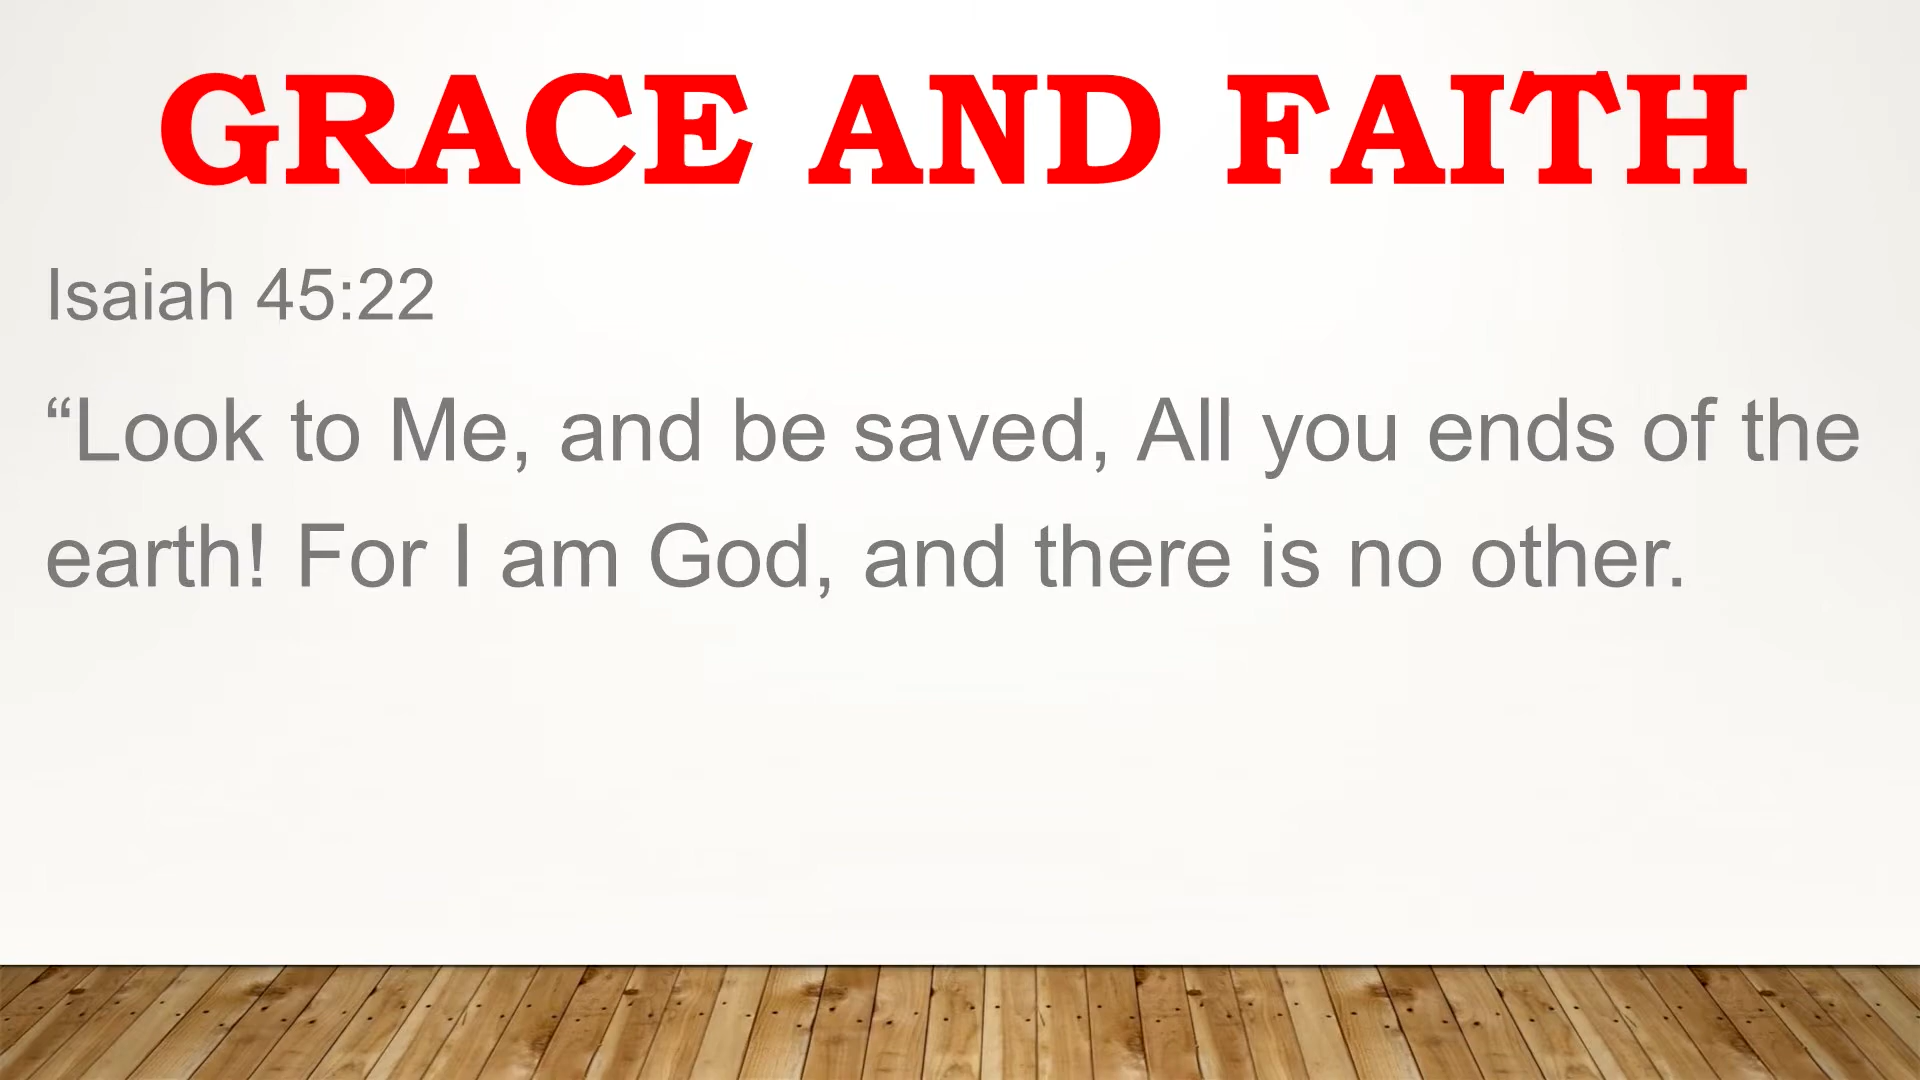 GRACE AND FAITH
Isaiah 45:22
“Look to Me, and be saved, All you ends of the
earth! For I am God, and there is no other.